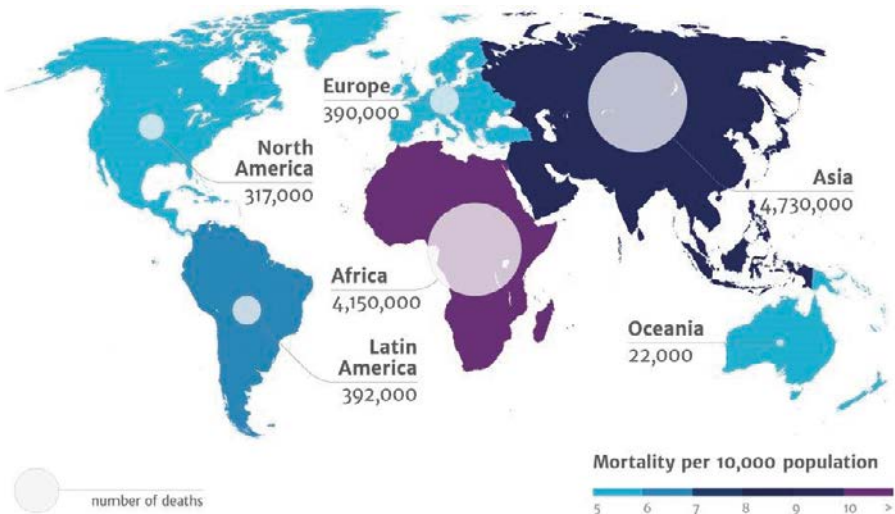 Europe
390,000
North
America
317,000
Asia
4,730,000
Africa
4,150,000
Oceania
22,000
Latin
America
392,000
Mortality per 10,000 population
number of deaths
5 6 7 8 9 10 >